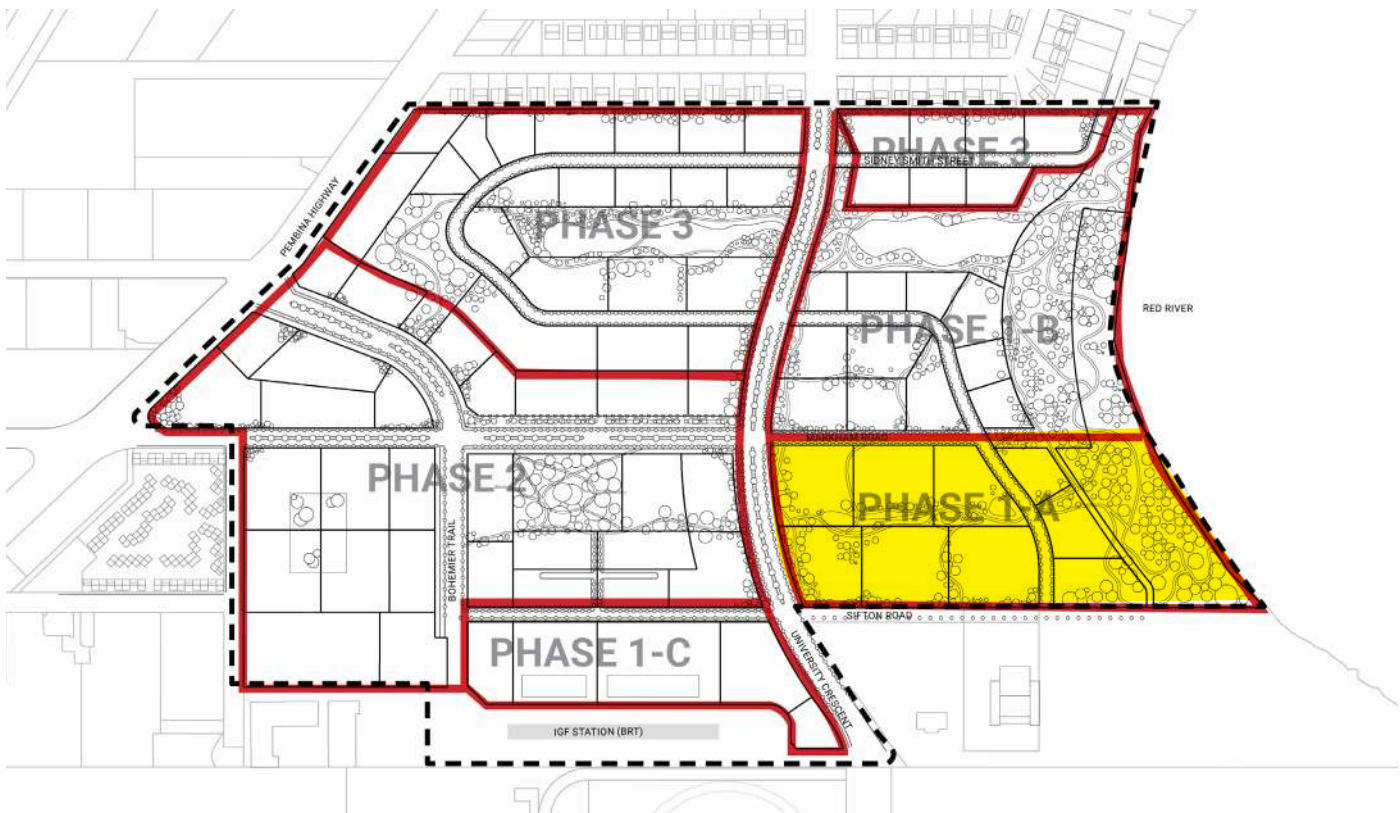 PHASE 3
SIDNEY SMITH STREET
PEMBINA HIGHWAY
PHASE 3
RED RIVER
PHASE 1-B
MARKHAM ROAD
PHASE 2
PHASE 1-A
BOHEMIER TRAIL
SIFTON ROAD
PHASE 1-C
UNIVERSITY CRESCENT
IGF STATION (BRT)